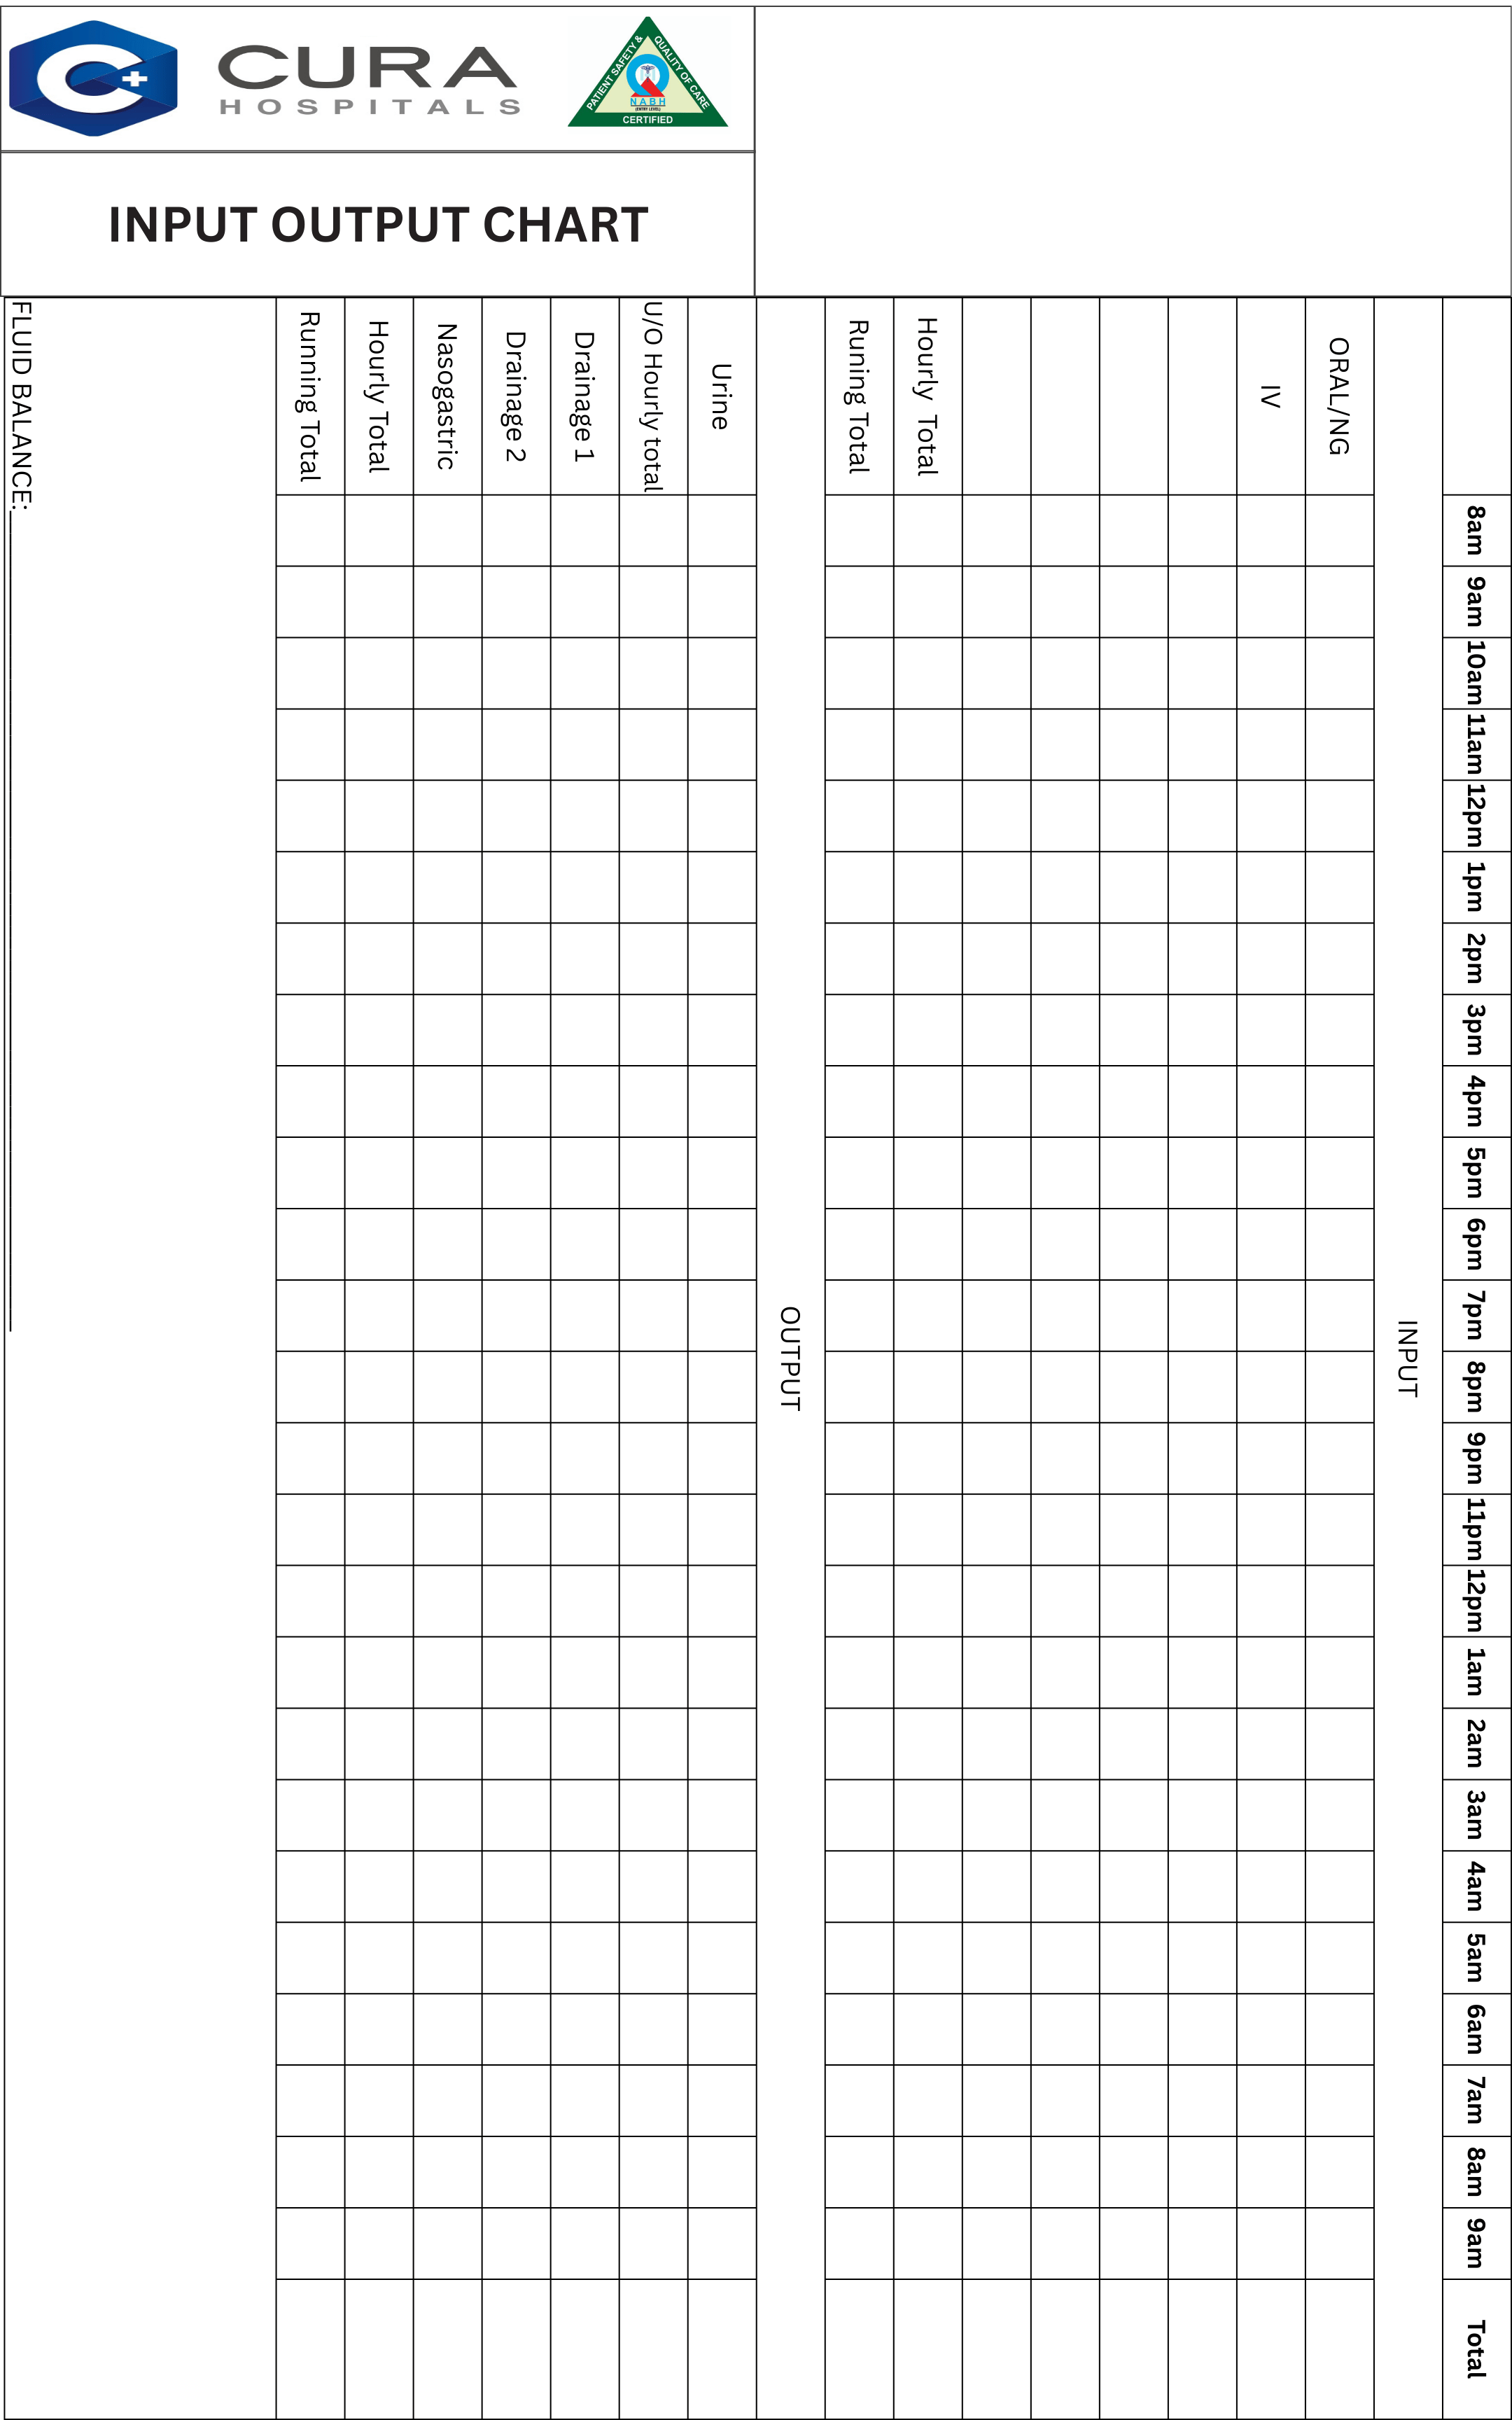 CURA
HOSPITALS
PATIENT SAFETY & QUALITY OF CARE
NABH
(ENTRY LEVEL)
CERTIFIED
INPUT OUTPUT CHART
8am 9am 10am 11am 12pm 1pm 2pm 3pm 4pm 5pm 6pm 7pm 8pm 9pm 11pm 12pm 1am 2am 3am 4am 5am 6am 7am 8am 9am Total
INPUT
ORAL/NG
IV
Hourly Total
Runing Total
OUTPUT
Urine
U/O Hourly total
Drainage 1
Drainage 2
Nasogastric
Hourly Total
Running Total
FLUID BALANCE: